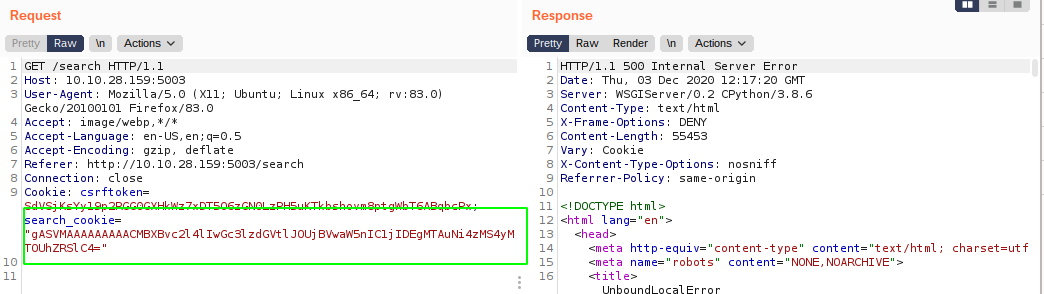 Request
Pretty Raw \n Actions
1 GET /search HTTP/1.1
2 Host: 10.10.28.159:5003
3 User-Agent: Mozilla/5.0 (X11; Ubuntu; Linux x86_64; rv:83.0)
Gecko/20100101 Firefox/83.0
4 Accept: image/webp,*/*
5 Accept-Language: en-US,en;q=0.5
6 Accept-Encoding: gzip, deflate
7 Referer: http://10.10.28.159:5003/search
8 Connection: close
9 Cookie: csrftoken=
search_cookie=
"gASVMAAAAAAAAACMBXBvc2l4lIwGc3lzdGVtlJOUjBVwaW5nIC1jIDEgMTAuNi4zMS4yM
TOUhZRSlC4="
10
11
Response
Pretty Raw Render \n Actions
1 HTTP/1.1 500 Internal Server Error
2 Date: Thu, 03 Dec 2020 12:17:20 GMT
3 Server: WSGIServer/0.2 CPython/3.8.6
4 Content-Type: text/html
5 X-Frame-Options: DENY
6 Content-Length: 55453
7 Vary: Cookie
8 X-Content-Type-Options: nosniff
9 Referrer-Policy: same-origin
10
11 <!DOCTYPE html>
12 <html lang="en">
13 <head>
14 <meta http-equiv="content-type" content="text/html; charset=utf
15 <meta name="robots" content="NONE,NOARCHIVE">
16 <title>
UnboundLocalError